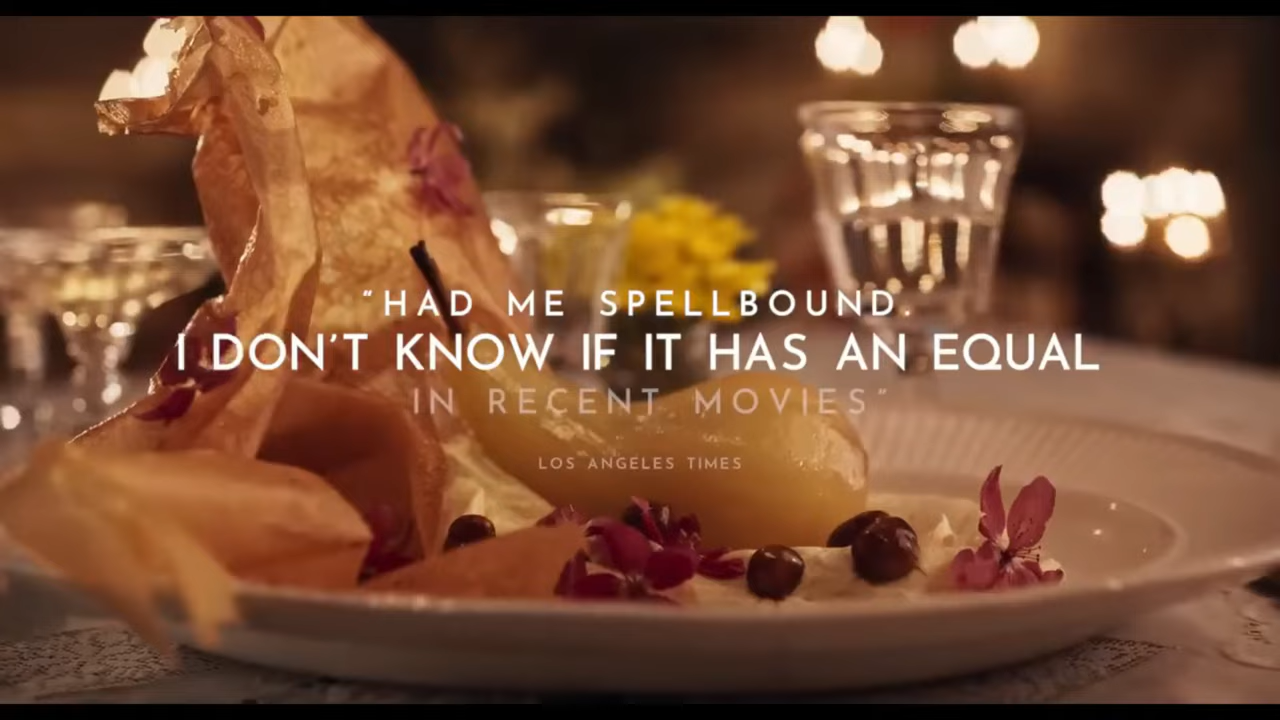 “HAD ME SPELLBOUND.
I DON’T KNOW IF IT HAS AN EQUAL
IN RECENT MOVIES”
LOS ANGELES TIMES